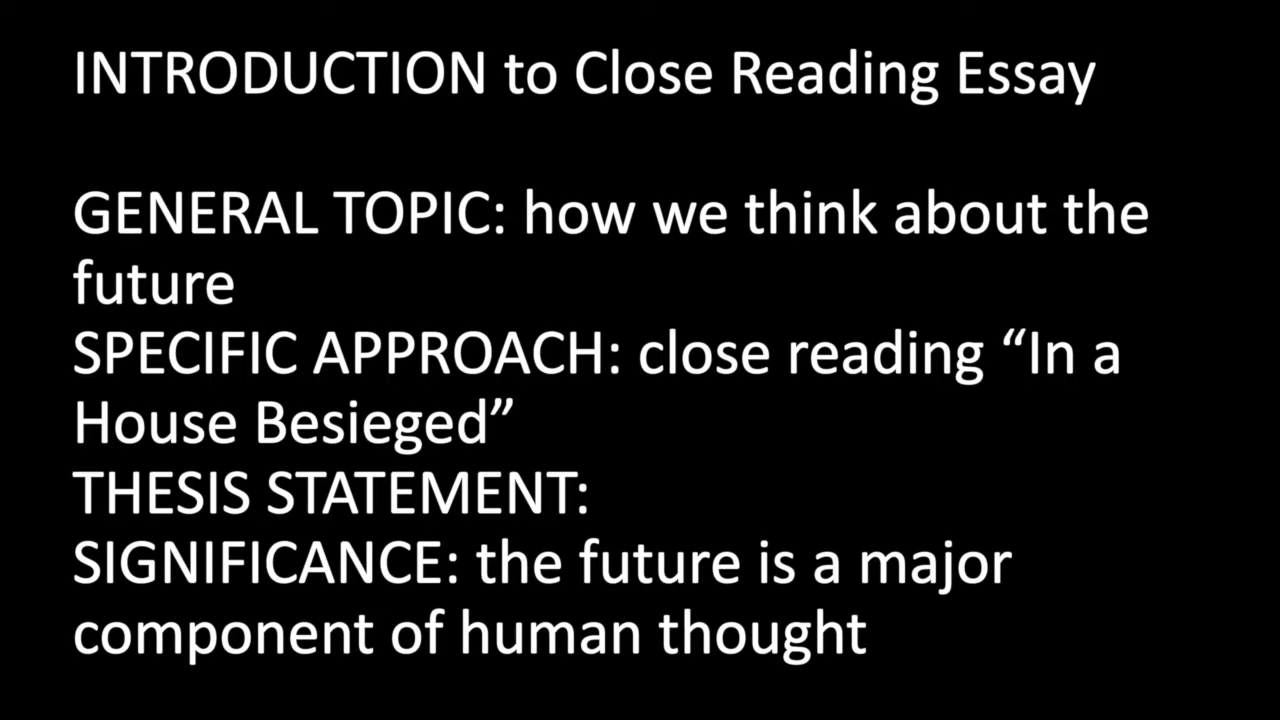 INTRODUCTION to Close Reading Essay
GENERAL TOPIC: how we think about the
future
SPECIFIC APPROACH: close reading “In a
House Besieged”
THESIS STATEMENT:
SIGNIFICANCE: the future is a major
component of human thought